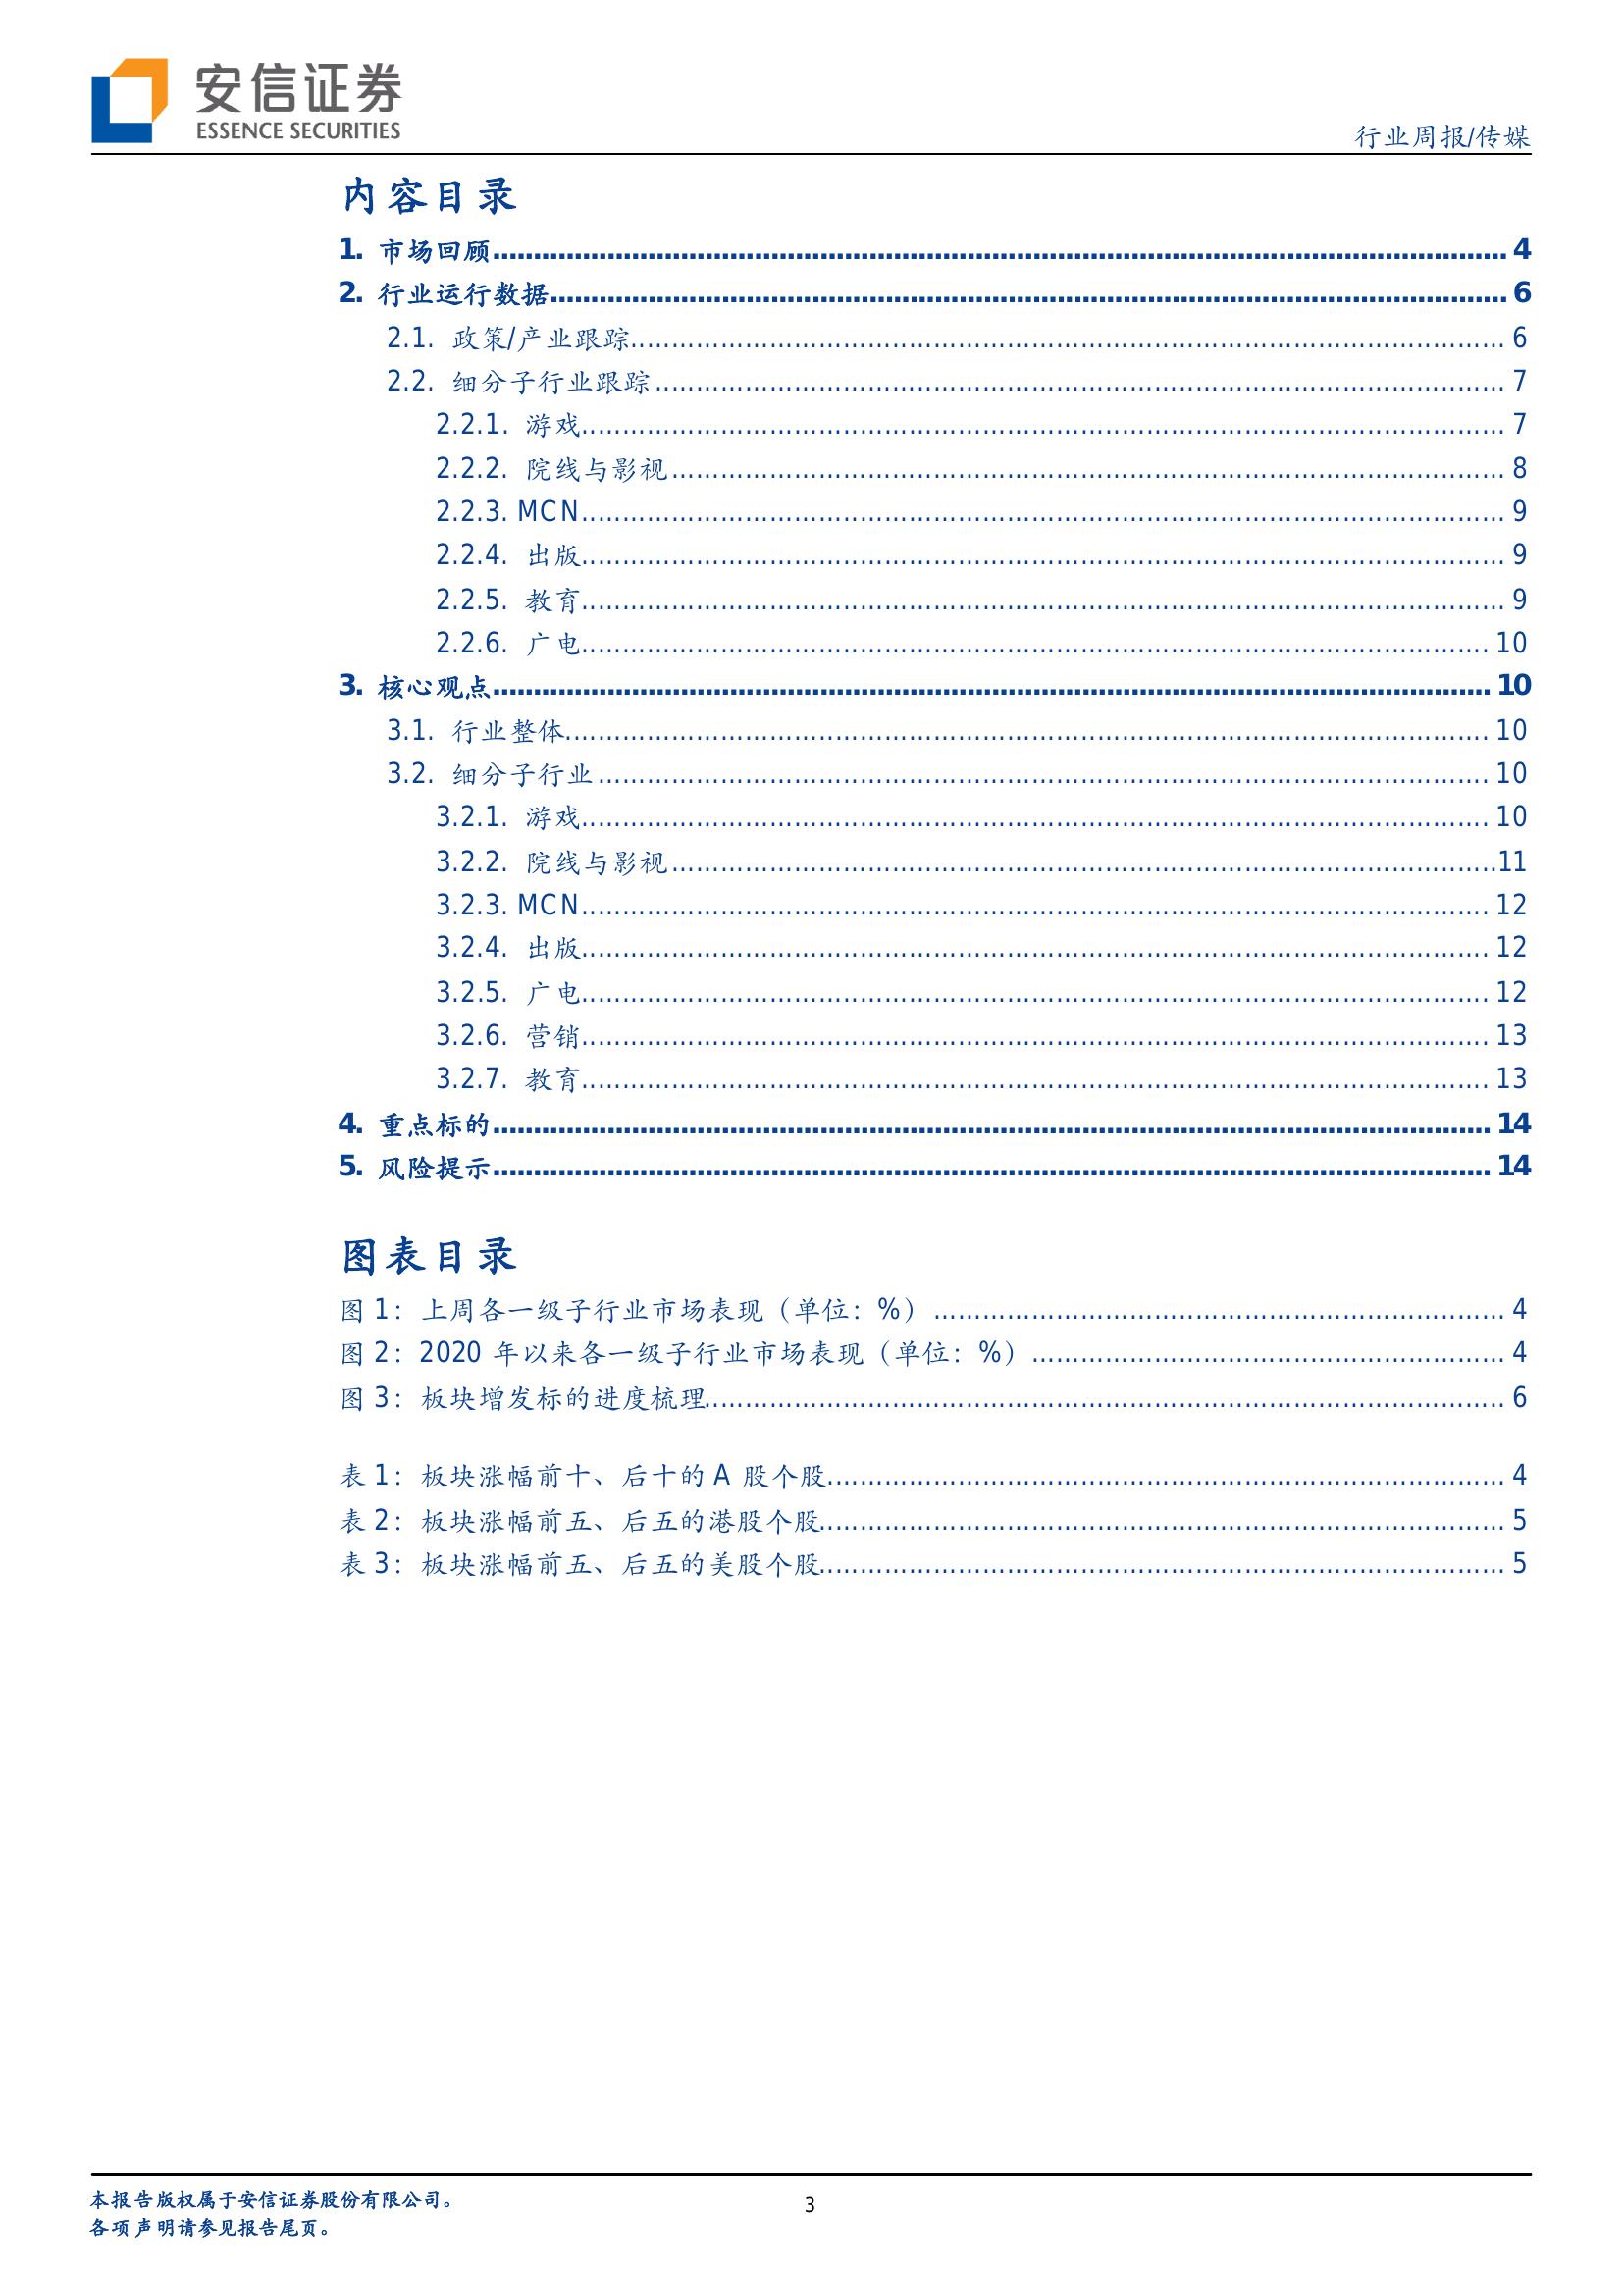 安信证券
ESSENCE SECURITIES
行业周报/传媒
内容目录
1. 市场回顾 4
2. 行业运行数据 6
2.1. 政策/产业跟踪 6
2.2. 细分子行业跟踪 7
2.2.1. 游戏 7
2.2.2. 院线与影视 8
2.2.3. MCN 9
2.2.4. 出版 9
2.2.5. 教育 9
2.2.6. 广电 10
3. 核心观点 10
3.1. 行业整体 10
3.2. 细分子行业 10
3.2.1. 游戏 10
3.2.2. 院线与影视 11
3.2.3. MCN 12
3.2.4. 出版 12
3.2.5. 广电 12
3.2.6. 营销 13
3.2.7. 教育 13
4. 重点标的 14
5. 风险提示 14
图表目录
图 1：上周各一级子行业市场表现（单位：%） 4
图 2：2020 年以来各一级子行业市场表现（单位：%） 4
图 3：板块增发标的进度梳理 6
表 1：板块涨幅前十、后十的 A 股个股 4
表 2：板块涨幅前五、后五的港股个股 5
表 3：板块涨幅前五、后五的美股个股 5
本报告版权属于安信证券股份有限公司。
各项声明请参见报告尾页。
3